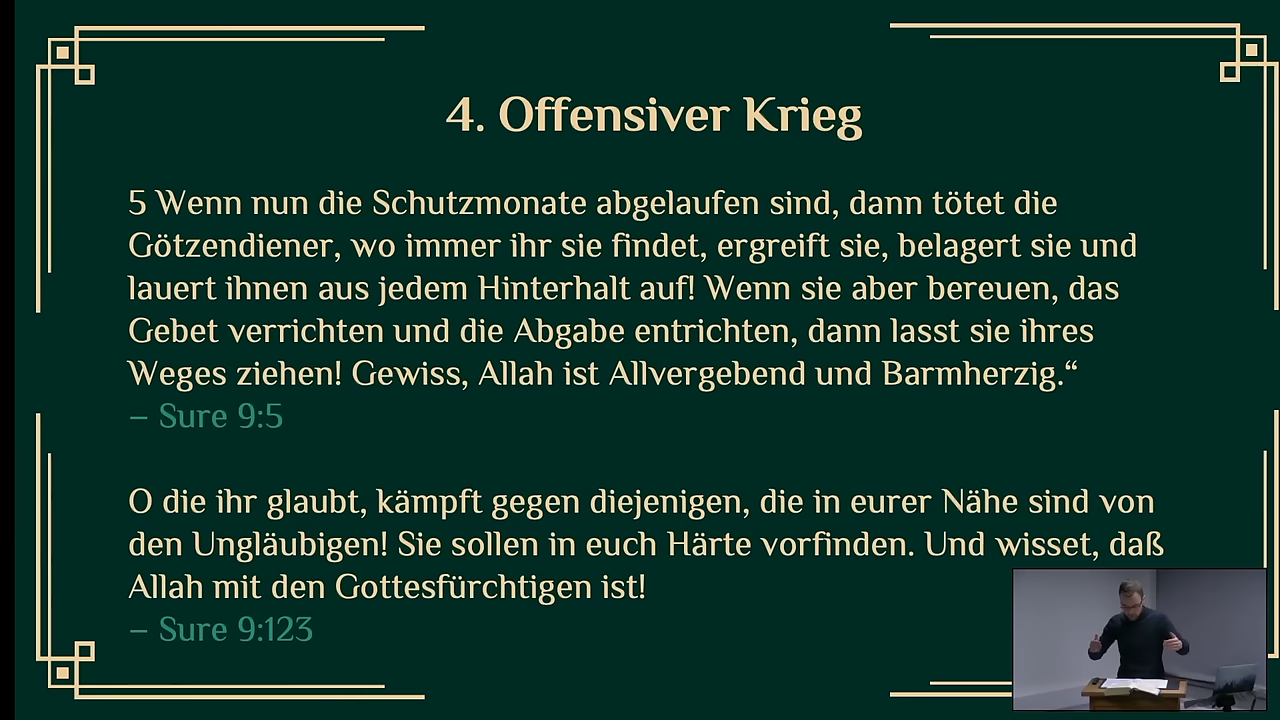 4. Offensiver Krieg
5 Wenn nun die Schutzmonate abgelaufen sind, dann tötet die
Götzendiener, wo immer ihr sie findet, ergreift sie, belagert sie und
lauert ihnen aus jedem Hinterhalt auf! Wenn sie aber bereuen, das
Gebet verrichten und die Abgabe entrichten, dann lasst sie ihres
Weges ziehen! Gewiss, Allah ist Allvergebend und Barmherzig.“
– Sure 9:5
O die ihr glaubt, kämpft gegen diejenigen, die in eurer Nähe sind von
den Ungläubigen! Sie sollen in euch Härte vorfinden. Und wisset, daß
Allah mit den Gottesfürchtigen ist!
– Sure 9:123